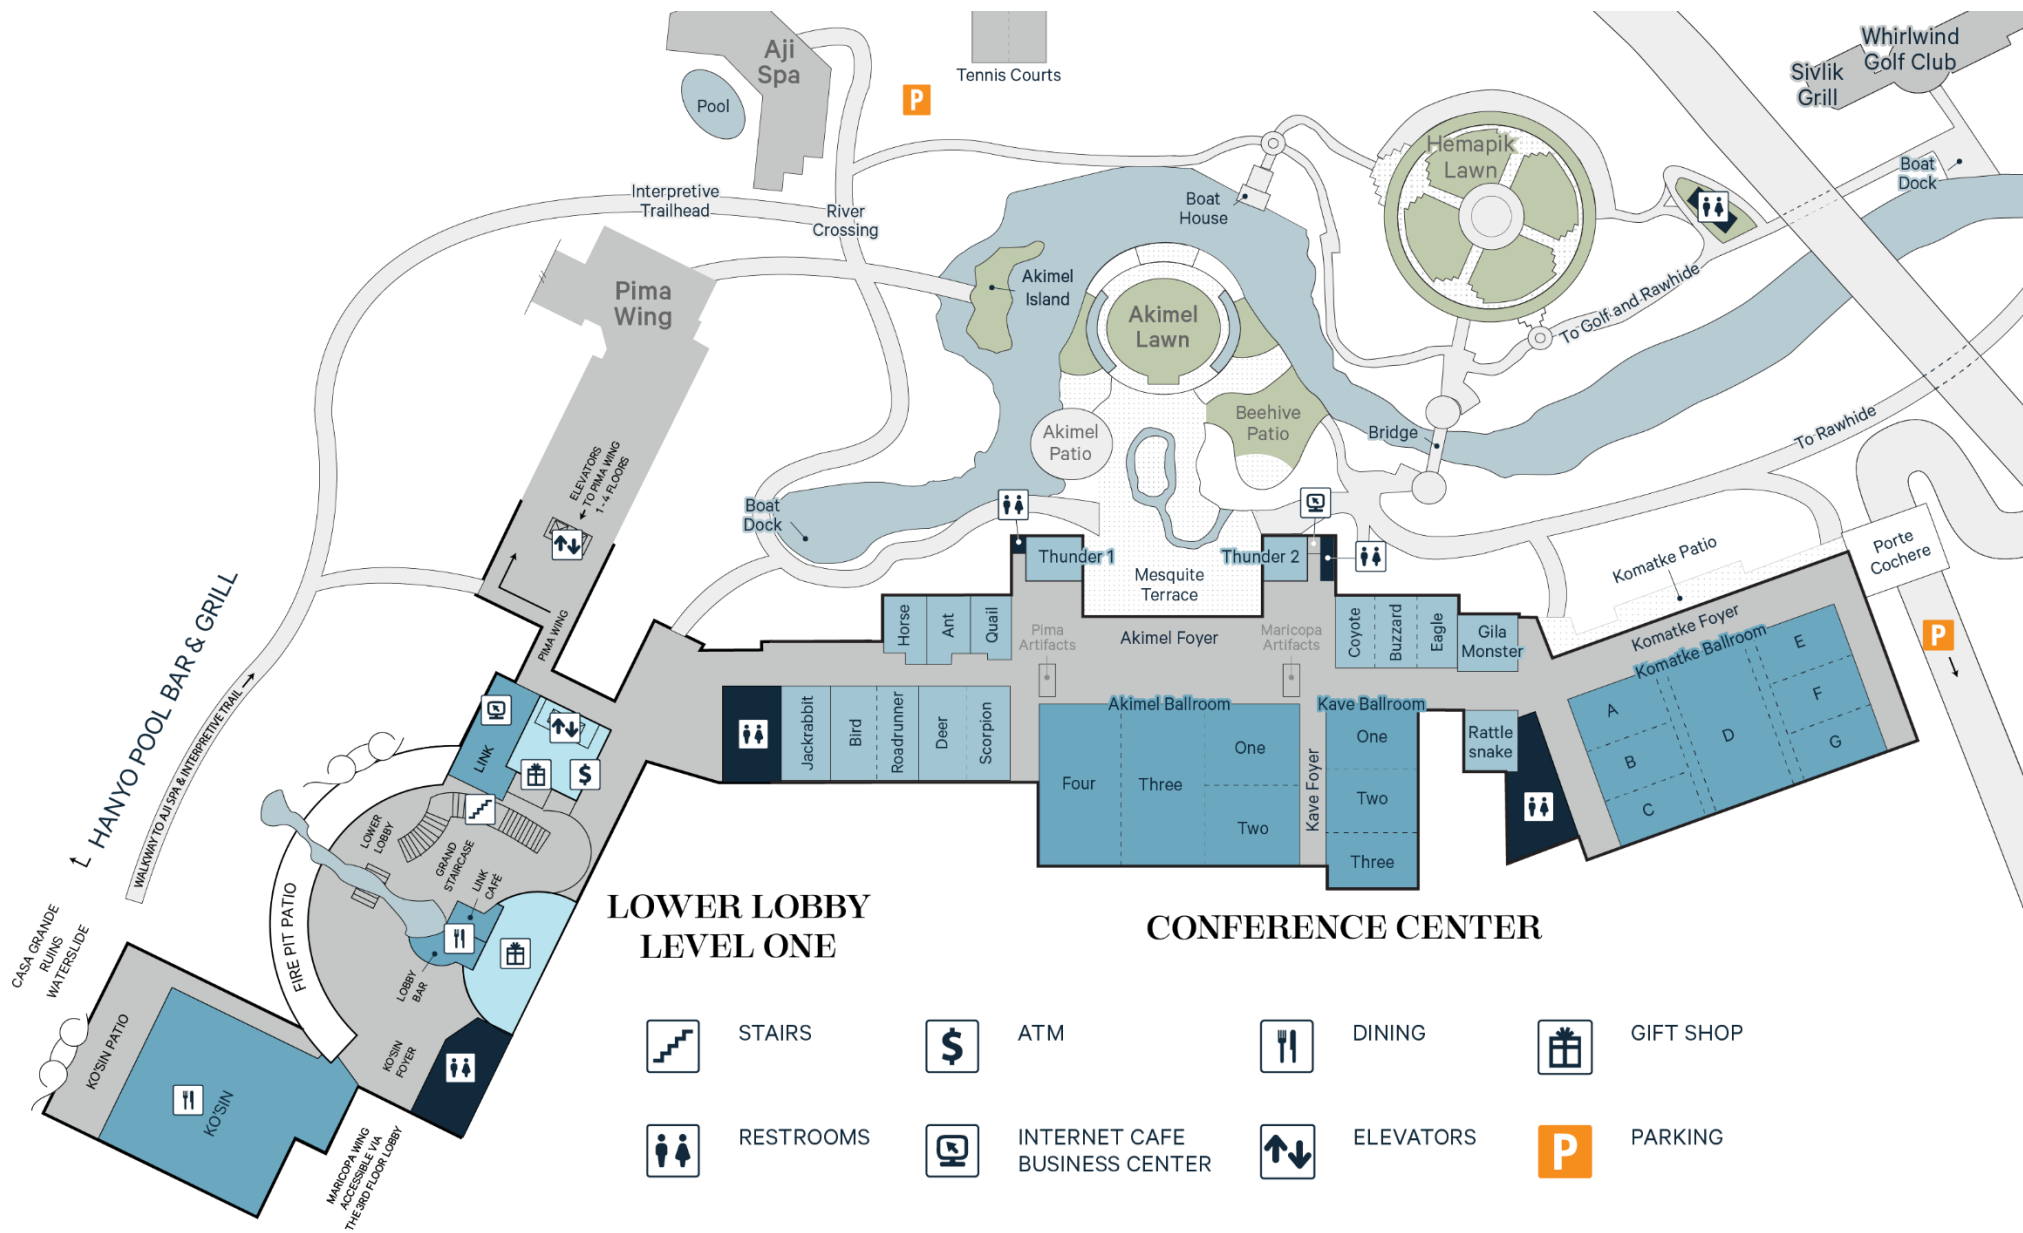 Aji
Spa
Pool
P
Tennis Courts
Whirlwind
Golf Club
Sivlik
Grill
Boat
Dock
Hemapik
Lawn
Interpretive
Trailhead
River
Crossing
Boat
House
Pima
Wing
Akimel
Island
Akimel
Lawn
To Golf and Rawhide
Beehive
Patio
Akimel
Patio
Bridge
To Rawhide
ELEVATORS
TO PIMA WING
1 - 4 FLOORS
Boat
Dock
Porte
Cochere
Komatke Patio
Thunder 1
Thunder 2
Mesquite
Terrace
HANYO POOL BAR & GRILL
WALKWAY TO AJI SPA & INTERPRETIVE TRAIL
PIMA WING
Horse
Ant
Quail
Pima
Artifacts
Akimel Foyer
Maricopa
Artifacts
Coyote
Buzzard
Eagle
Gila
Monster
Komatke Foyer
Komatke Ballroom
P
A
B
C
D
E
F
G
LINK
$
Jackrabbit
Bird
Roadrunner
Deer
Scorpion
Akimel Ballroom
Four
Three
One
Two
Kave Foyer
Kave Ballroom
One
Two
Three
Rattle
snake
LOWER
LOBBY
GRAND
STAIRCASE
LINK
CAFÉ
FIRE PIT PATIO
LOBBY
BAR
CASA GRANDE
RUINS
WATERSLIDE
KO'SIN PATIO
KO'SIN
KO'SIN
FOYER
MARICOPA WING
ACCESSIBLE VIA
THE 3RD FLOOR LOBBY
LOWER LOBBY
LEVEL ONE
CONFERENCE CENTER
STAIRS
$
ATM
DINING
GIFT SHOP
RESTROOMS
INTERNET CAFE
BUSINESS CENTER
ELEVATORS
P
PARKING